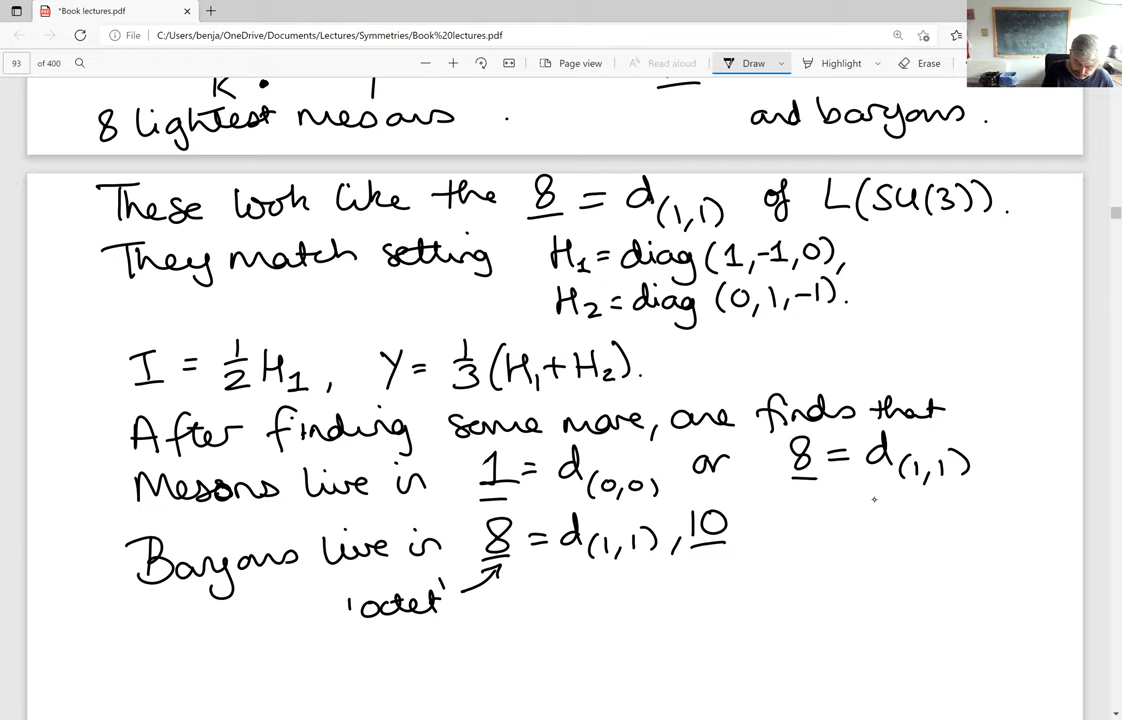 *Book lectures.pdf
File C:/Users/benja/OneDrive/Documents/Lectures/Symmetries/Book%20lectures.pdf
93 of 400 Page view Read aloud Draw Highlight Erase
K
8 lightest mesons . and baryons .
These look like the 8 = d(1,1) of L(SU(3)).
They match setting H1 = diag (1,-1,0),
H2 = diag (0,1,-1).
I = 1/2 H1 , Y = 1/3 (H1 + H2).
After finding some more, one finds that
Mesons live in 1 = d(0,0) or 8 = d(1,1)
Baryons live in 8 = d(1,1) , 10
'octet'